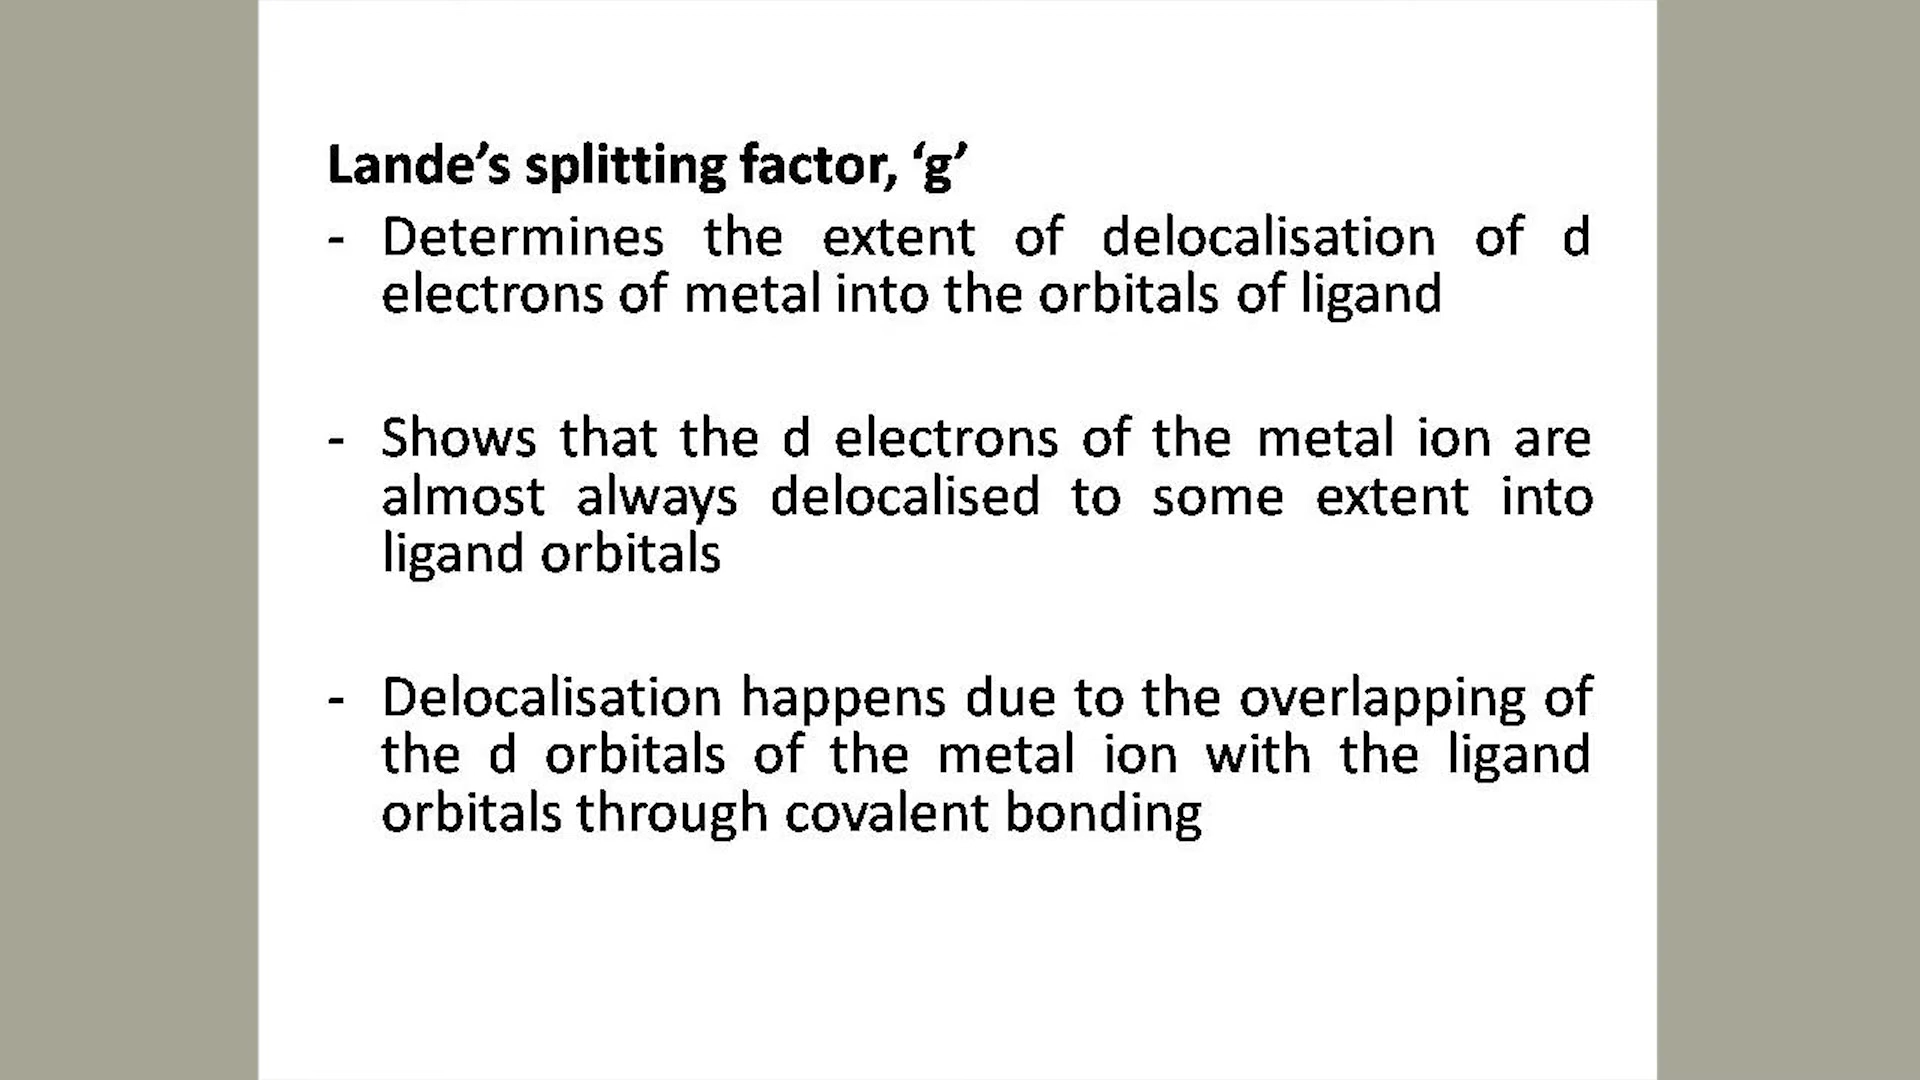 Lande’s splitting factor, ‘g’
- Determines the extent of delocalisation of d
electrons of metal into the orbitals of ligand
- Shows that the d electrons of the metal ion are
almost always delocalised to some extent into
ligand orbitals
- Delocalisation happens due to the overlapping of
the d orbitals of the metal ion with the ligand
orbitals through covalent bonding